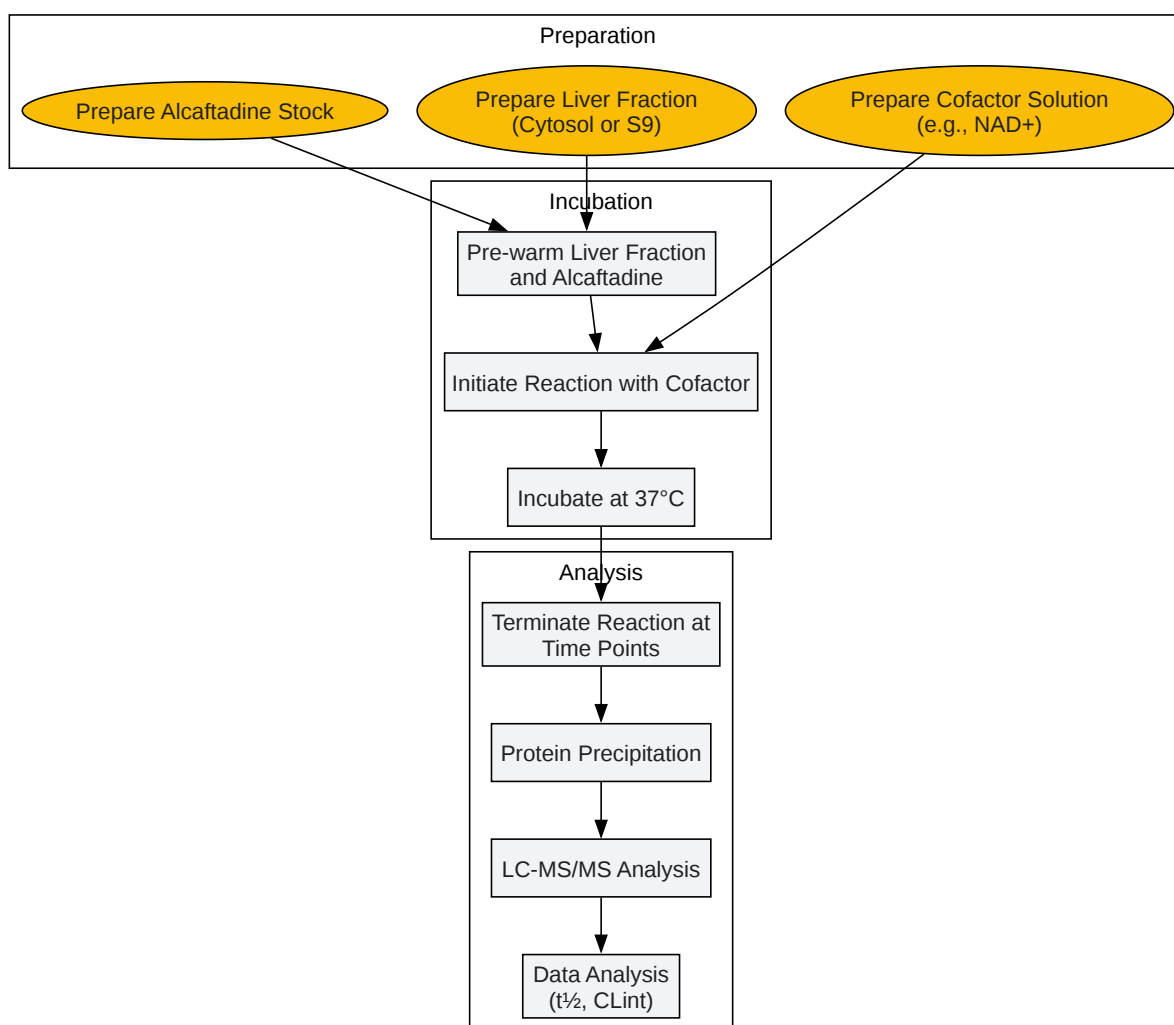 Preparation
Prepare Alcaftadine Stock
Prepare Liver Fraction
(Cytosol or S9)
Prepare Cofactor Solution
(e.g., NAD+)
Incubation
Pre-warm Liver Fraction
and Alcaftadine
Initiate Reaction with Cofactor
Incubate at 37°C
Analysis
Terminate Reaction at
Time Points
Protein Precipitation
LC-MS/MS Analysis
Data Analysis
(t½, CLint)